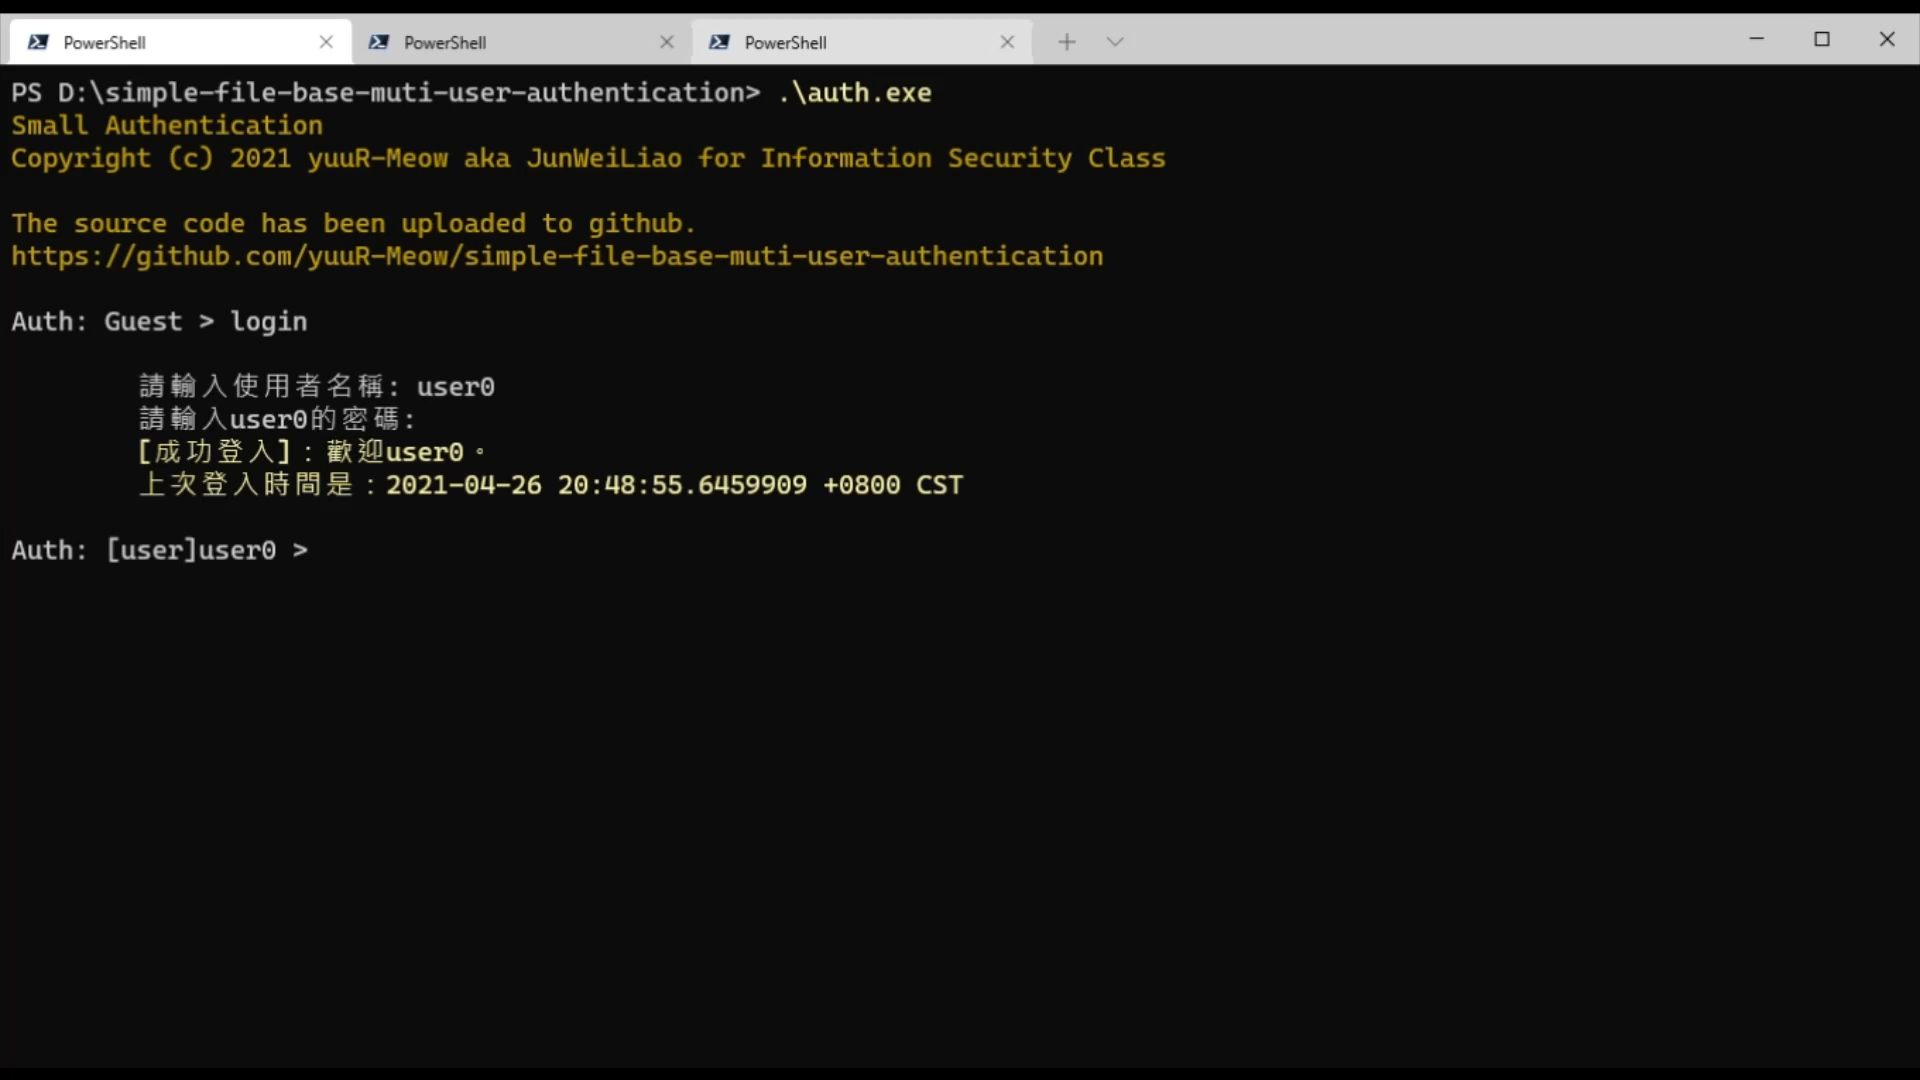 PowerShell
PowerShell
PowerShell
PS D:\simple-file-base-muti-user-authentication> .\auth.exe
Small Authentication
Copyright (c) 2021 yuuR-Meow aka JunWeiLiao for Information Security Class
The source code has been uploaded to github.
https://github.com/yuuR-Meow/simple-file-base-muti-user-authentication
Auth: Guest > login
請輸入使用者名稱: user0
請輸入user0的密碼:
[成功登入]：歡迎user0。
上次登入時間是：2021-04-26 20:48:55.6459909 +0800 CST
Auth: [user]user0 >